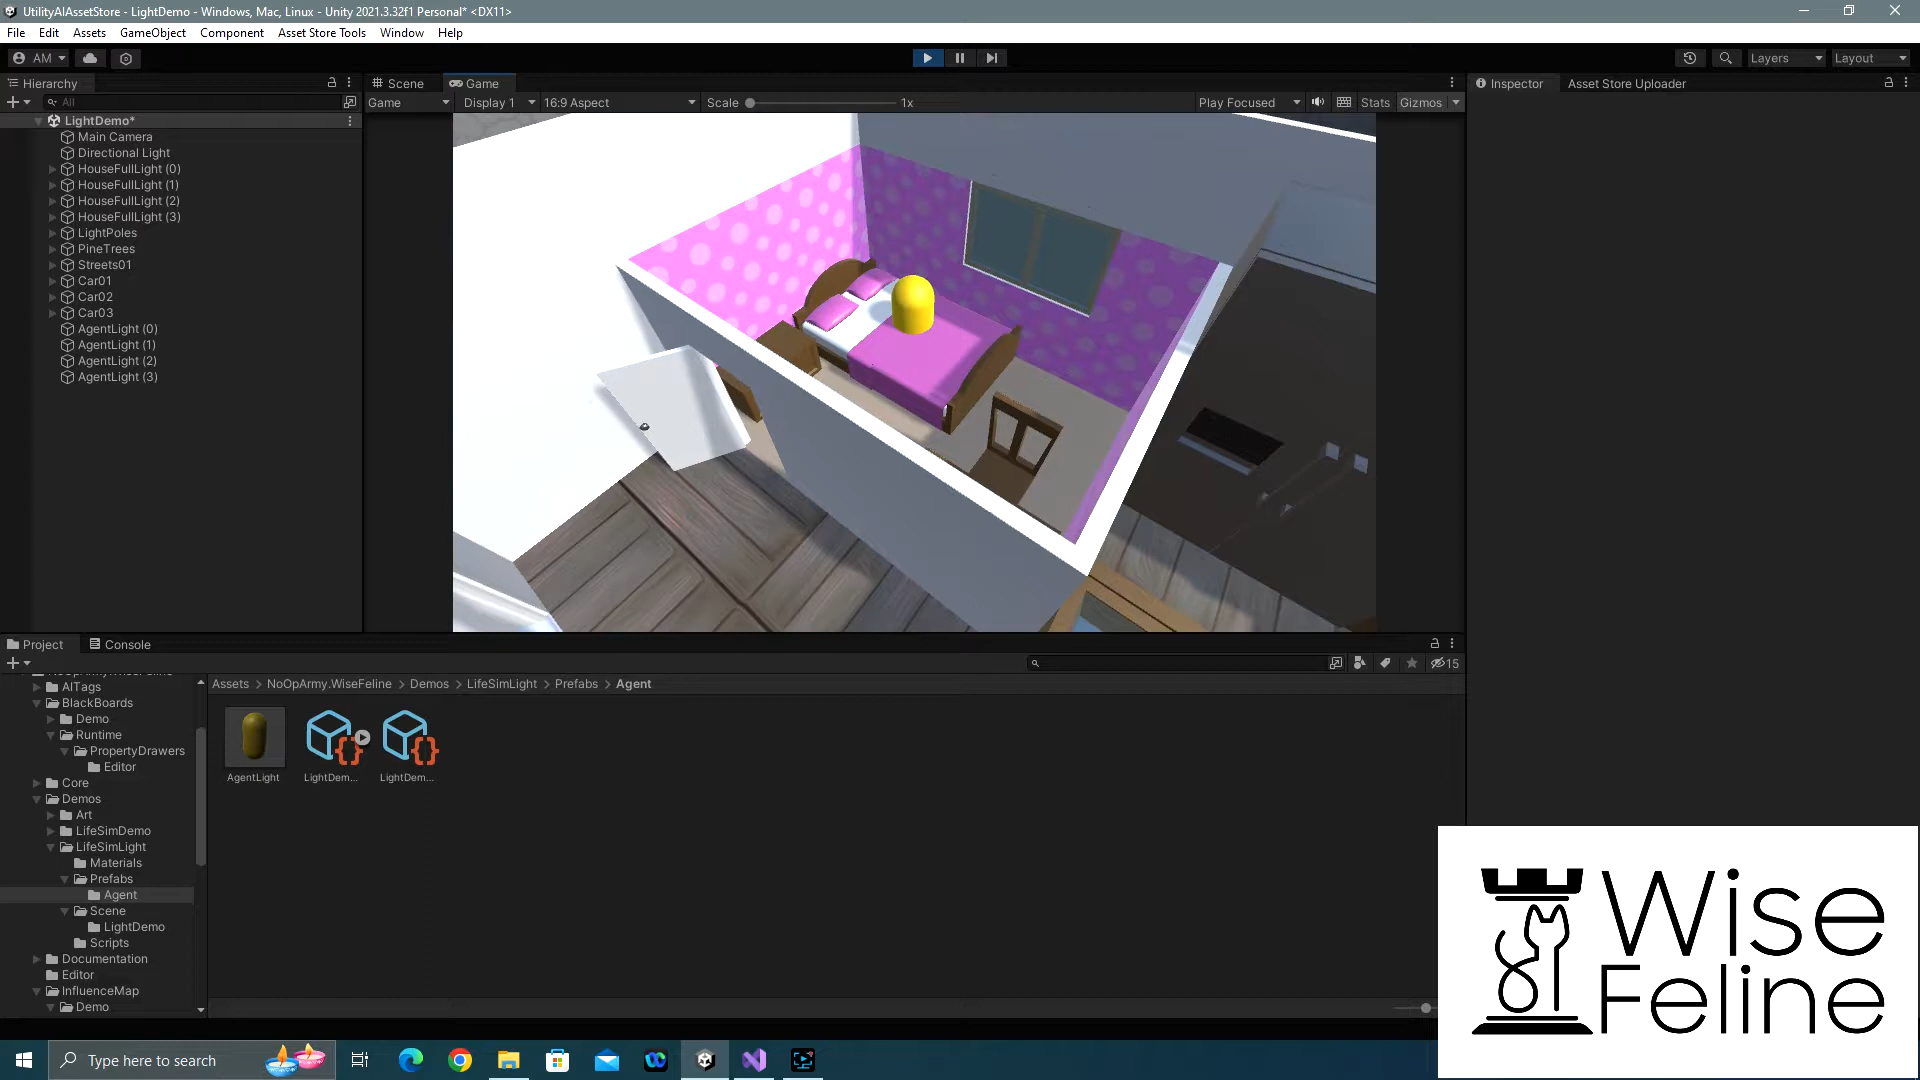 UtilityAIAssetStore - LightDemo - Windows, Mac, Linux - Unity 2021.3.32f1 Personal* <DX11>
File Edit Assets GameObject Component Asset Store Tools Window Help
AM
Layers Layout
Hierarchy
Scene
Game
Inspector
Asset Store Uploader
All
Game
Display 1
16:9 Aspect
Scale
1x
Play Focused
Stats
Gizmos
LightDemo*
Main Camera
Directional Light
HouseFullLight (0)
HouseFullLight (1)
HouseFullLight (2)
HouseFullLight (3)
LightPoles
PineTrees
Streets01
Car01
Car02
Car03
AgentLight (0)
AgentLight (1)
AgentLight (2)
AgentLight (3)
Project
Console
15
Assets > NoOpArmy.WiseFeline > Demos > LifeSimLight > Prefabs > Agent
AITags
BlackBoards
Demo
Runtime
PropertyDrawers
Editor
Core
Demos
Art
LifeSimDemo
LifeSimLight
Materials
Prefabs
Agent
Scene
LightDemo
Scripts
Documentation
Editor
InfluenceMap
Demo
AgentLight
LightDem...
LightDem...
Wise
Feline
Type here to search